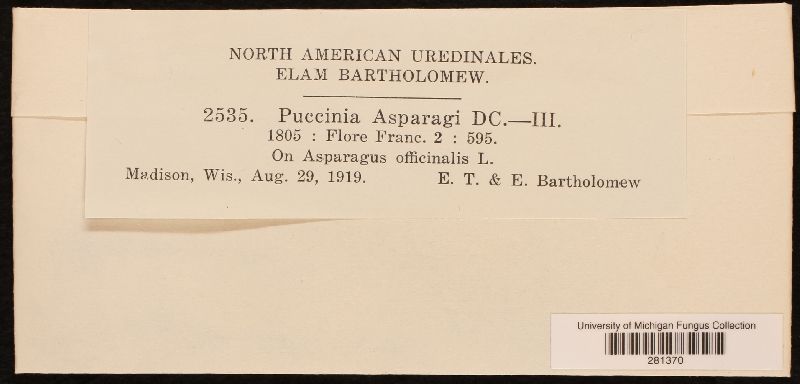 NORTH AMERICAN UREDINALES.
ELAM BARTHOLOMEW.
2535. Puccinia Asparagi DC.—III.
1805 : Flore Franc. 2 : 595.
On Asparagus officinalis L.
Madison, Wis., Aug. 29, 1919. E. T. & E. Bartholomew
University of Michigan Fungus Collection
281370